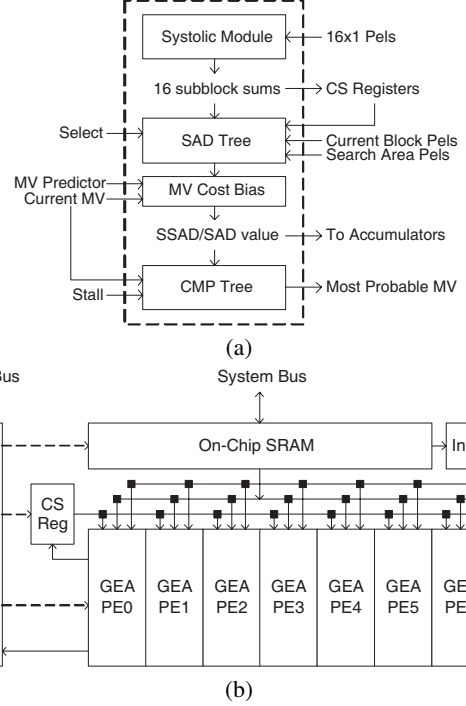 Systolic Module
16x1 Pels
16 subblock sums
CS Registers
Select
SAD Tree
Current Block Pels
Search Area Pels
MV Predictor
Current MV
MV Cost Bias
SSAD/SAD value
To Accumulators
Stall
CMP Tree
Most Probable MV
(a)
Bus
System Bus
On-Chip SRAM
In
CS
Reg
GEA
PE0
GEA
PE1
GEA
PE2
GEA
PE3
GEA
PE4
GEA
PE5
(b)